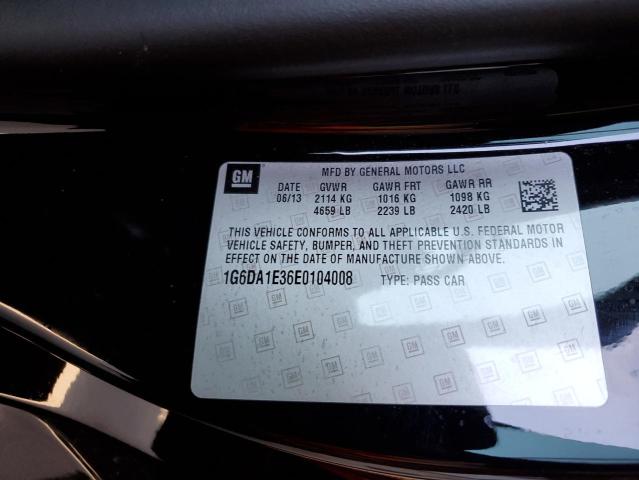 GM
MFD BY GENERAL MOTORS LLC
DATE GVWR GAWR FRT GAWR RR
06/13 2114 KG 1016 KG 1098 KG
4659 LB 2239 LB 2420 LB
THIS VEHICLE CONFORMS TO ALL APPLICABLE U.S. FEDERAL MOTOR
VEHICLE SAFETY, BUMPER, AND THEFT PREVENTION STANDARDS IN
EFFECT ON THE DATE OF MANUFACTURE SHOWN ABOVE.
1G6DA1E36E0104008 TYPE: PASS CAR